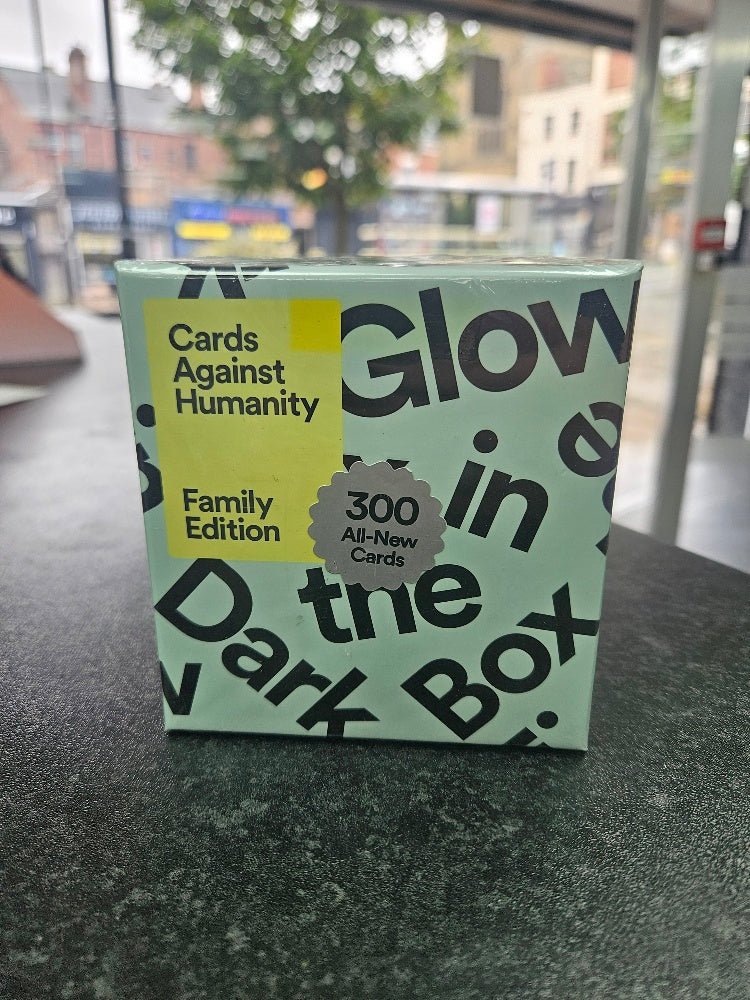 Cards
Against
Humanity
Family
Edition
300
All-New
Cards
Glow
in
the
Dark
Box